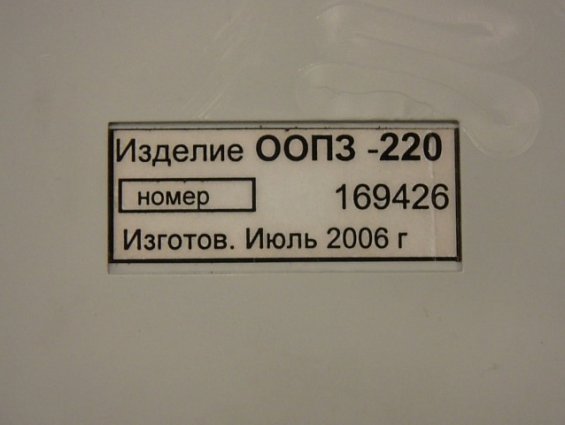 Изделие ООПЗ -220
номер 169426
Изготов. Июль 2006 г